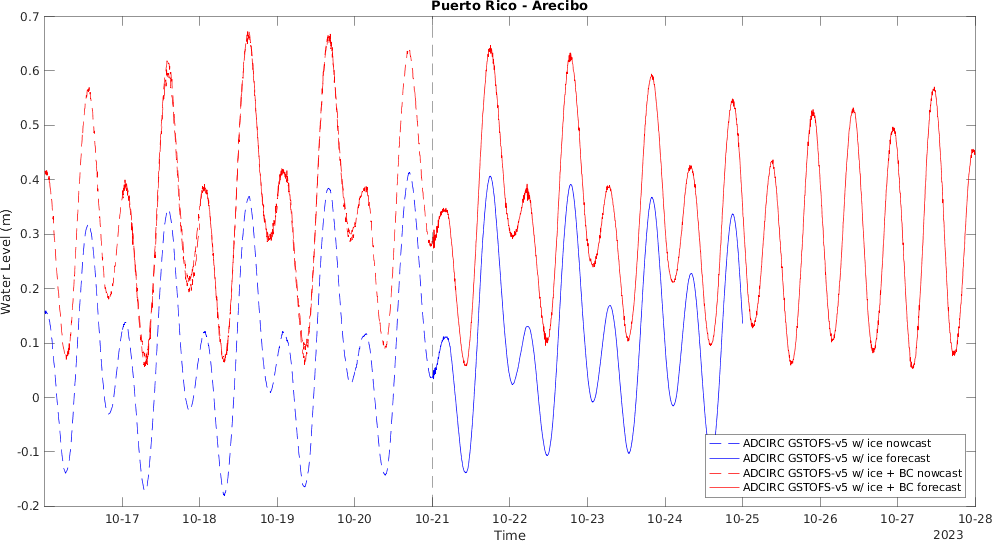 Puerto Rico - Arecibo
0.7
0.6
0.5
0.4
0.3
0.2
0.1
0
-0.1
-0.2
Water Level (m)
ADCIRC GSTOFS-v5 w/ ice nowcast
ADCIRC GSTOFS-v5 w/ ice forecast
ADCIRC GSTOFS-v5 w/ ice + BC nowcast
ADCIRC GSTOFS-v5 w/ ice + BC forecast
10-17 10-18 10-19 10-20 10-21 10-22 10-23 10-24 10-25 10-26 10-27 10-28
Time
2023